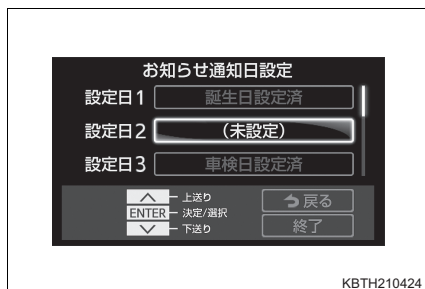 お知らせ通知日設定
設定日1 誕生日設定済
設定日2 (未設定)
設定日3 車検日設定済
上送り
ENTER 決定/選択
下送り
戻る
終了
KBTH210424